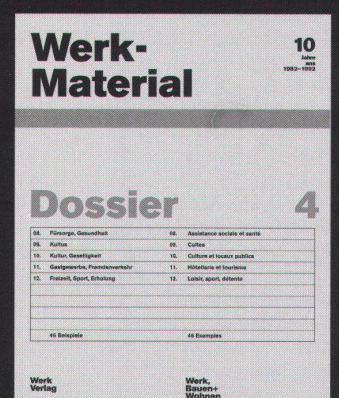 Werk-
Material
10
Jahre
ans
1982–1992
Dossier 4
08. Fürsorge, Gesundheit 08. Assistance sociale et santé
09. Kultus 09. Cultes
10. Kultur, Geselligkeit 10. Culture et locaux publics
11. Gastgewerbe, Fremdenverkehr 11. Hôtellerie et tourisme
12. Freizeit, Sport, Erholung 12. Loisir, sport, détente
46 Beispiele 46 Exemples
Werk Werk,
Verlag Bauen+
Wohnen